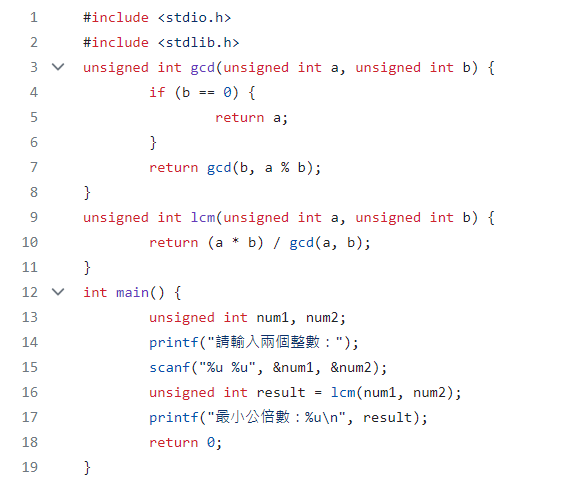 1 #include <stdio.h>
2 #include <stdlib.h>
3 unsigned int gcd(unsigned int a, unsigned int b) {
4 if (b == 0) {
5 return a;
6 }
7 return gcd(b, a % b);
8 }
9 unsigned int lcm(unsigned int a, unsigned int b) {
10 return (a * b) / gcd(a, b);
11 }
12 int main() {
13 unsigned int num1, num2;
14 printf("請輸入兩個整數：");
15 scanf("%u %u", &num1, &num2);
16 unsigned int result = lcm(num1, num2);
17 printf("最小公倍數：%u\n", result);
18 return 0;
19 }